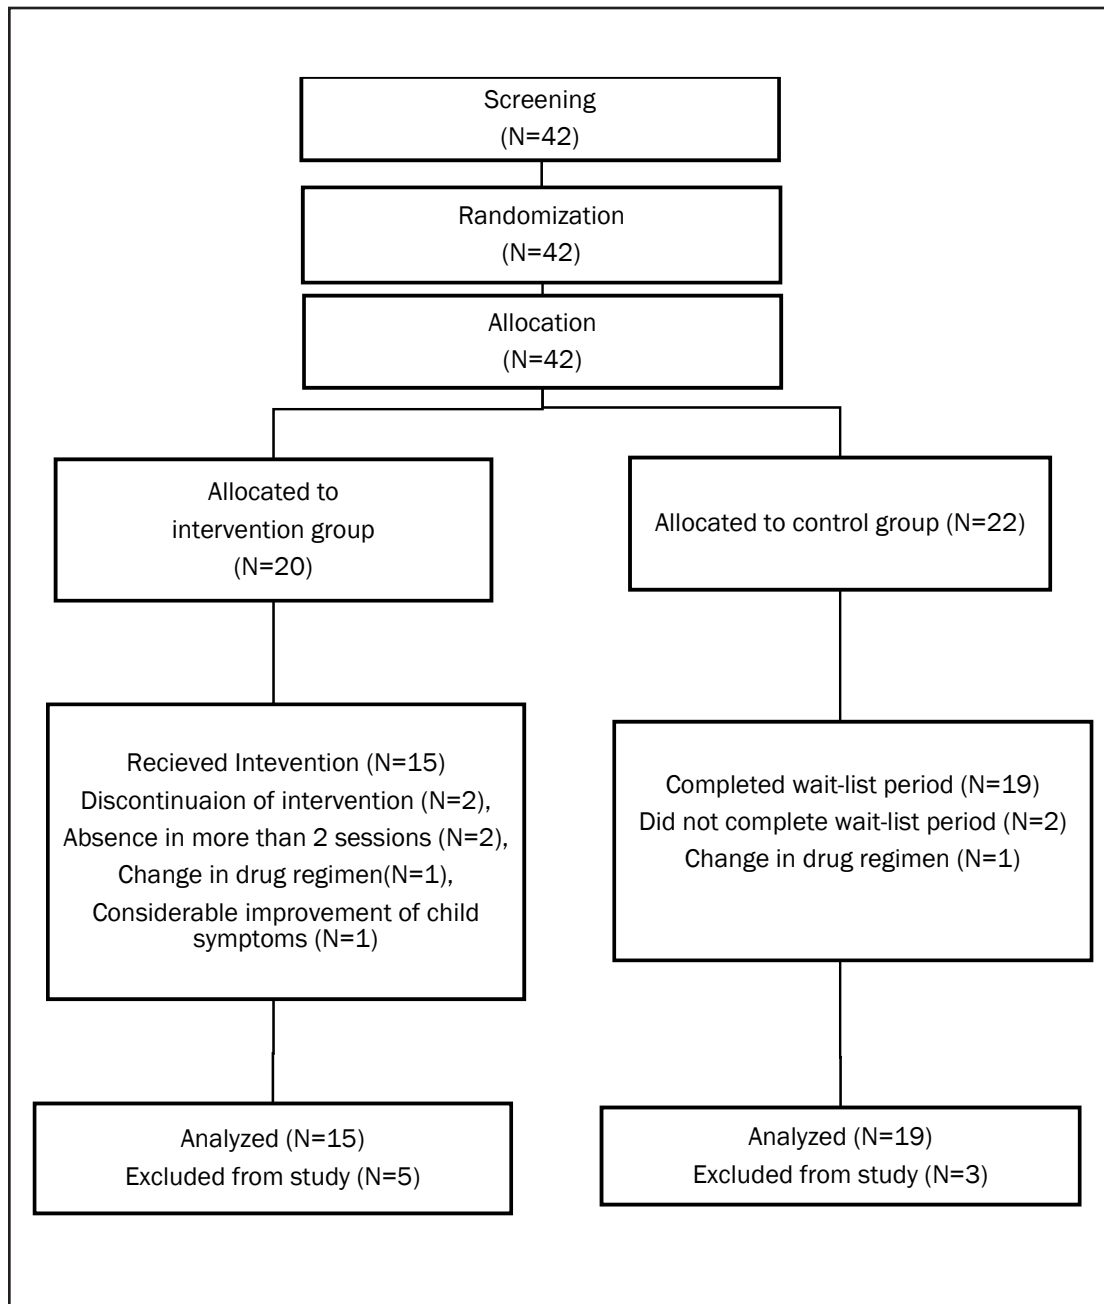 Screening
(N=42)
Randomization
(N=42)
Allocation
(N=42)
Allocated to
intervention group
(N=20)
Allocated to control group (N=22)
Recieved Intevention (N=15)
Discontinuaion of intervention (N=2),
Absence in more than 2 sessions (N=2),
Change in drug regimen(N=1),
Considerable improvement of child
symptoms (N=1)
Completed wait-list period (N=19)
Did not complete wait-list period (N=2)
Change in drug regimen (N=1)
Analyzed (N=15)
Excluded from study (N=5)
Analyzed (N=19)
Excluded from study (N=3)